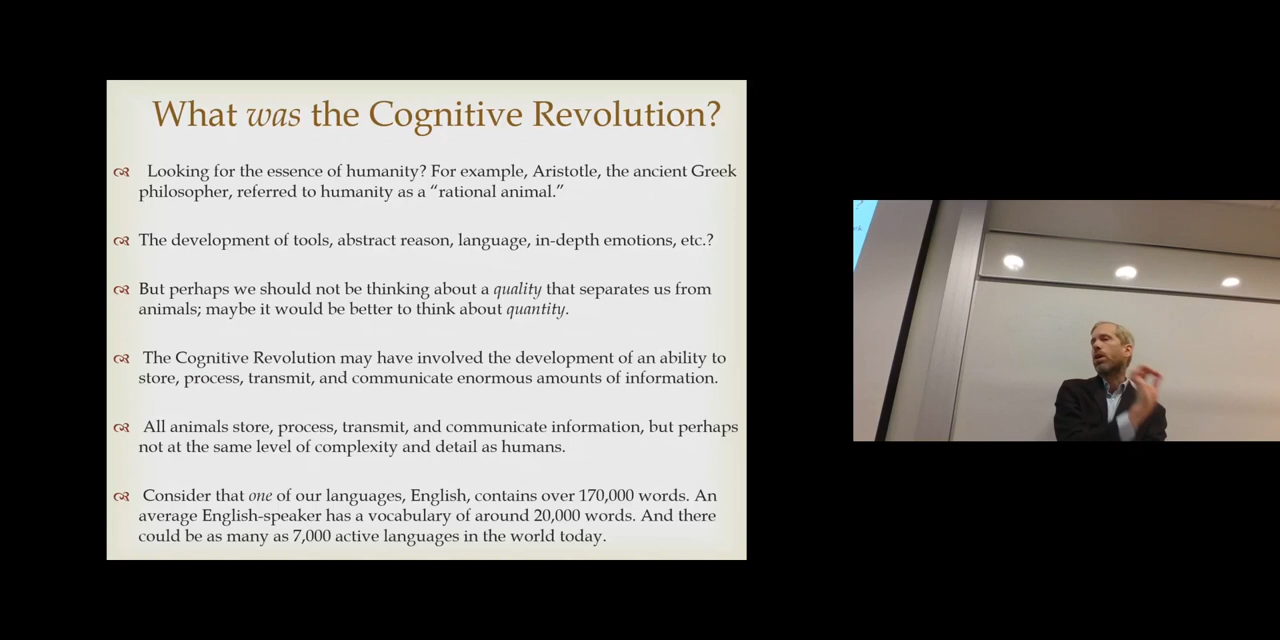 What was the Cognitive Revolution?
Looking for the essence of humanity? For example, Aristotle, the ancient Greek
philosopher, referred to humanity as a “rational animal.”
The development of tools, abstract reason, language, in-depth emotions, etc.?
But perhaps we should not be thinking about a quality that separates us from
animals; maybe it would be better to think about quantity.
The Cognitive Revolution may have involved the development of an ability to
store, process, transmit, and communicate enormous amounts of information.
All animals store, process, transmit, and communicate information, but perhaps
not at the same level of complexity and detail as humans.
Consider that one of our languages, English, contains over 170,000 words. An
average English-speaker has a vocabulary of around 20,000 words. And there
could be as many as 7,000 active languages in the world today.